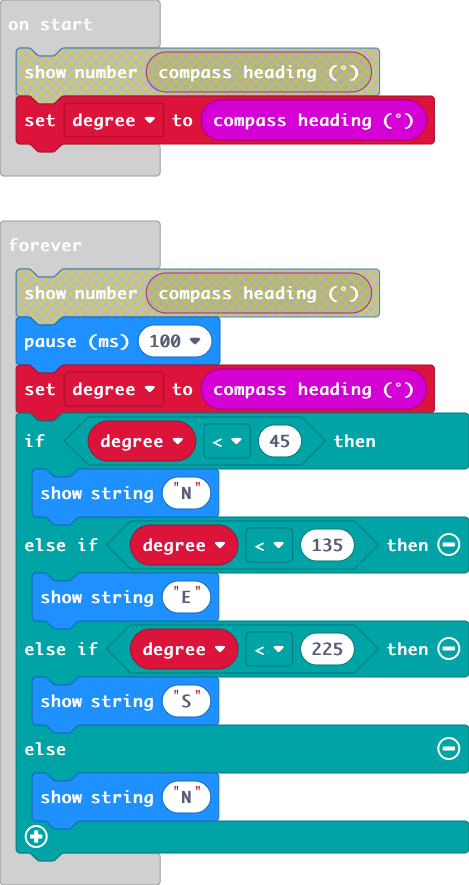 on start
show number compass heading (°)
set degree to compass heading (°)
forever
show number compass heading (°)
pause (ms) 100
set degree to compass heading (°)
if degree < 45 then
show string "N"
else if degree < 135 then
show string "E"
else if degree < 225 then
show string "S"
else
show string "N"